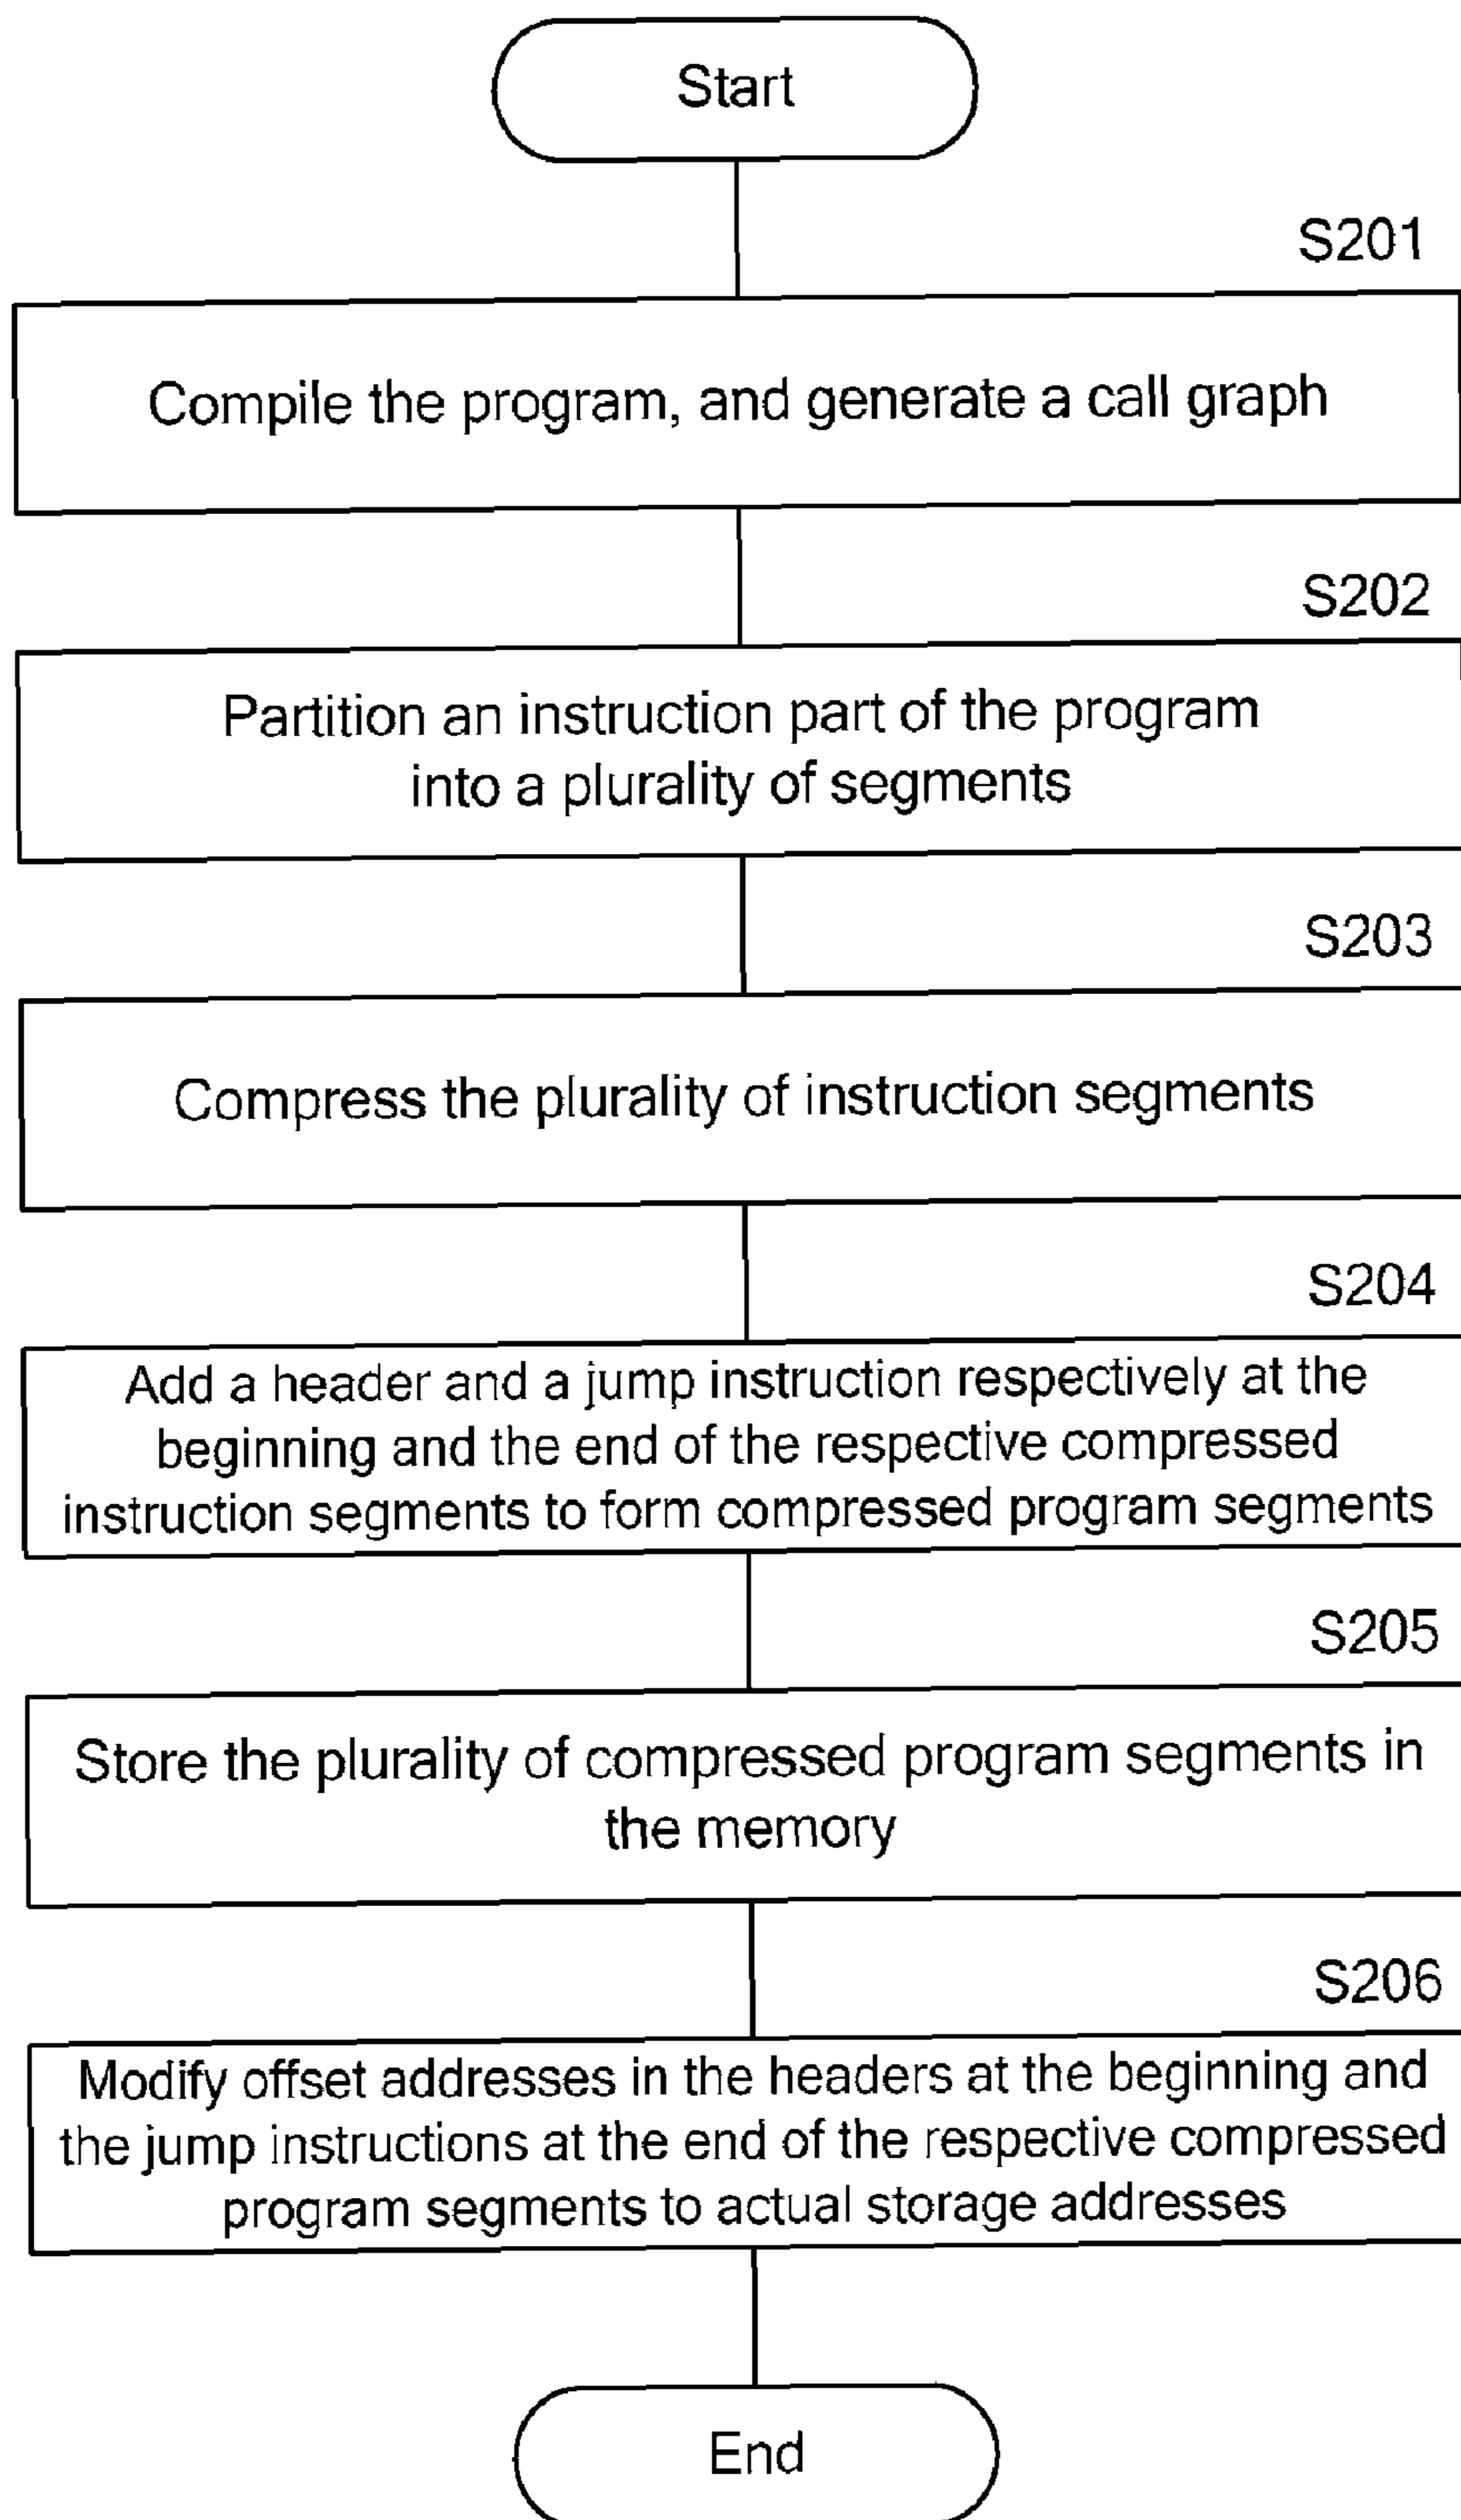 Start
S201
Compile the program, and generate a call graph
S202
Partition an instruction part of the program
into a plurality of segments
S203
Compress the plurality of instruction segments
S204
Add a header and a jump instruction respectively at the
beginning and the end of the respective compressed
instruction segments to form compressed program segments
S205
Store the plurality of compressed program segments in
the memory
S206
Modify offset addresses in the headers at the beginning and
the jump instructions at the end of the respective compressed
program segments to actual storage addresses
End